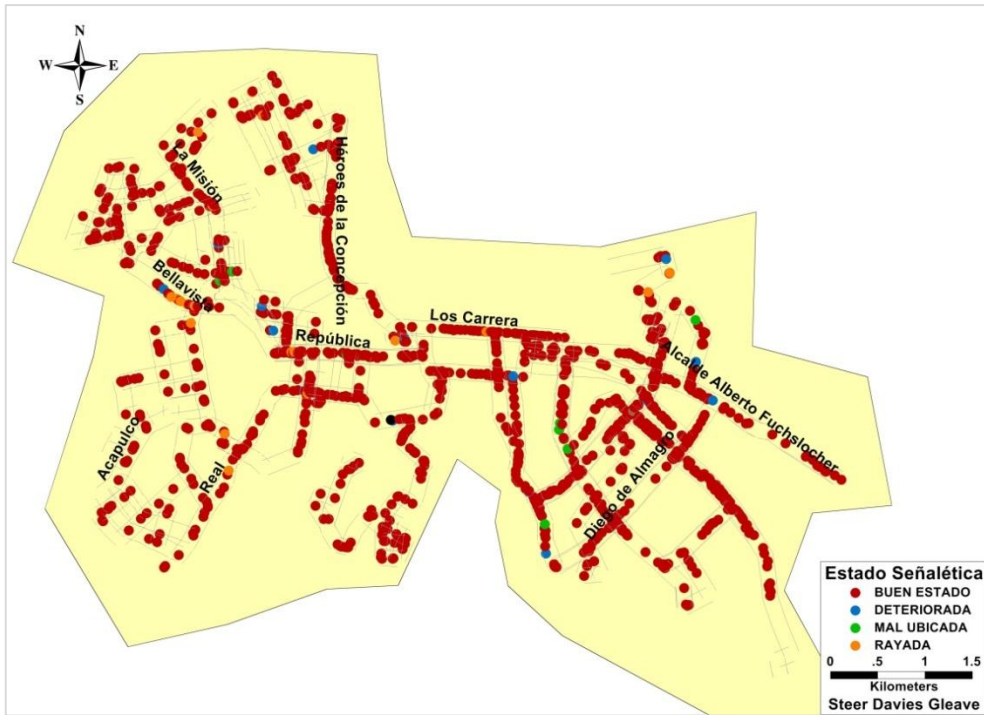 N
W E
S
La Misión
Héroes de la Concepción
Bellavista
República
Los Carrera
Alcalde Alberto Fuchslocher
Acapulco
Real
Diego de Almagro
Estado Señalética
BUEN ESTADO
DETERIORADA
MAL UBICADA
RAYADA
0 .5 1 1.5
Kilometers
Steer Davies Gleave